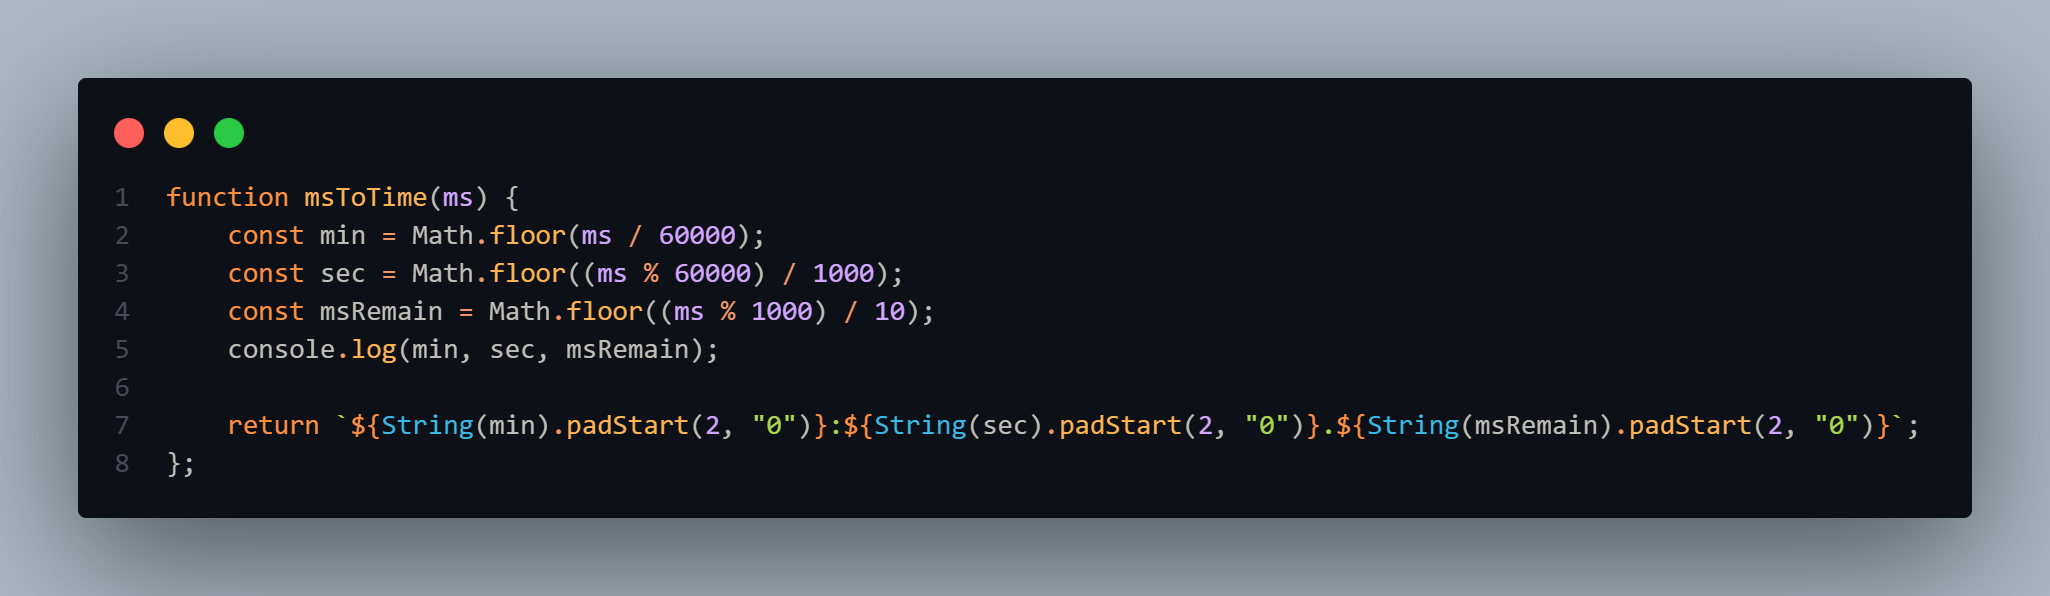 1 function msToTime(ms) {
2     const min = Math.floor(ms / 60000);
3     const sec = Math.floor((ms % 60000) / 1000);
4     const msRemain = Math.floor((ms % 1000) / 10);
5     console.log(min, sec, msRemain);
6
7     return `${String(min).padStart(2, "0")}:${String(sec).padStart(2, "0")}.${String(msRemain).padStart(2, "0")}`;
8 };